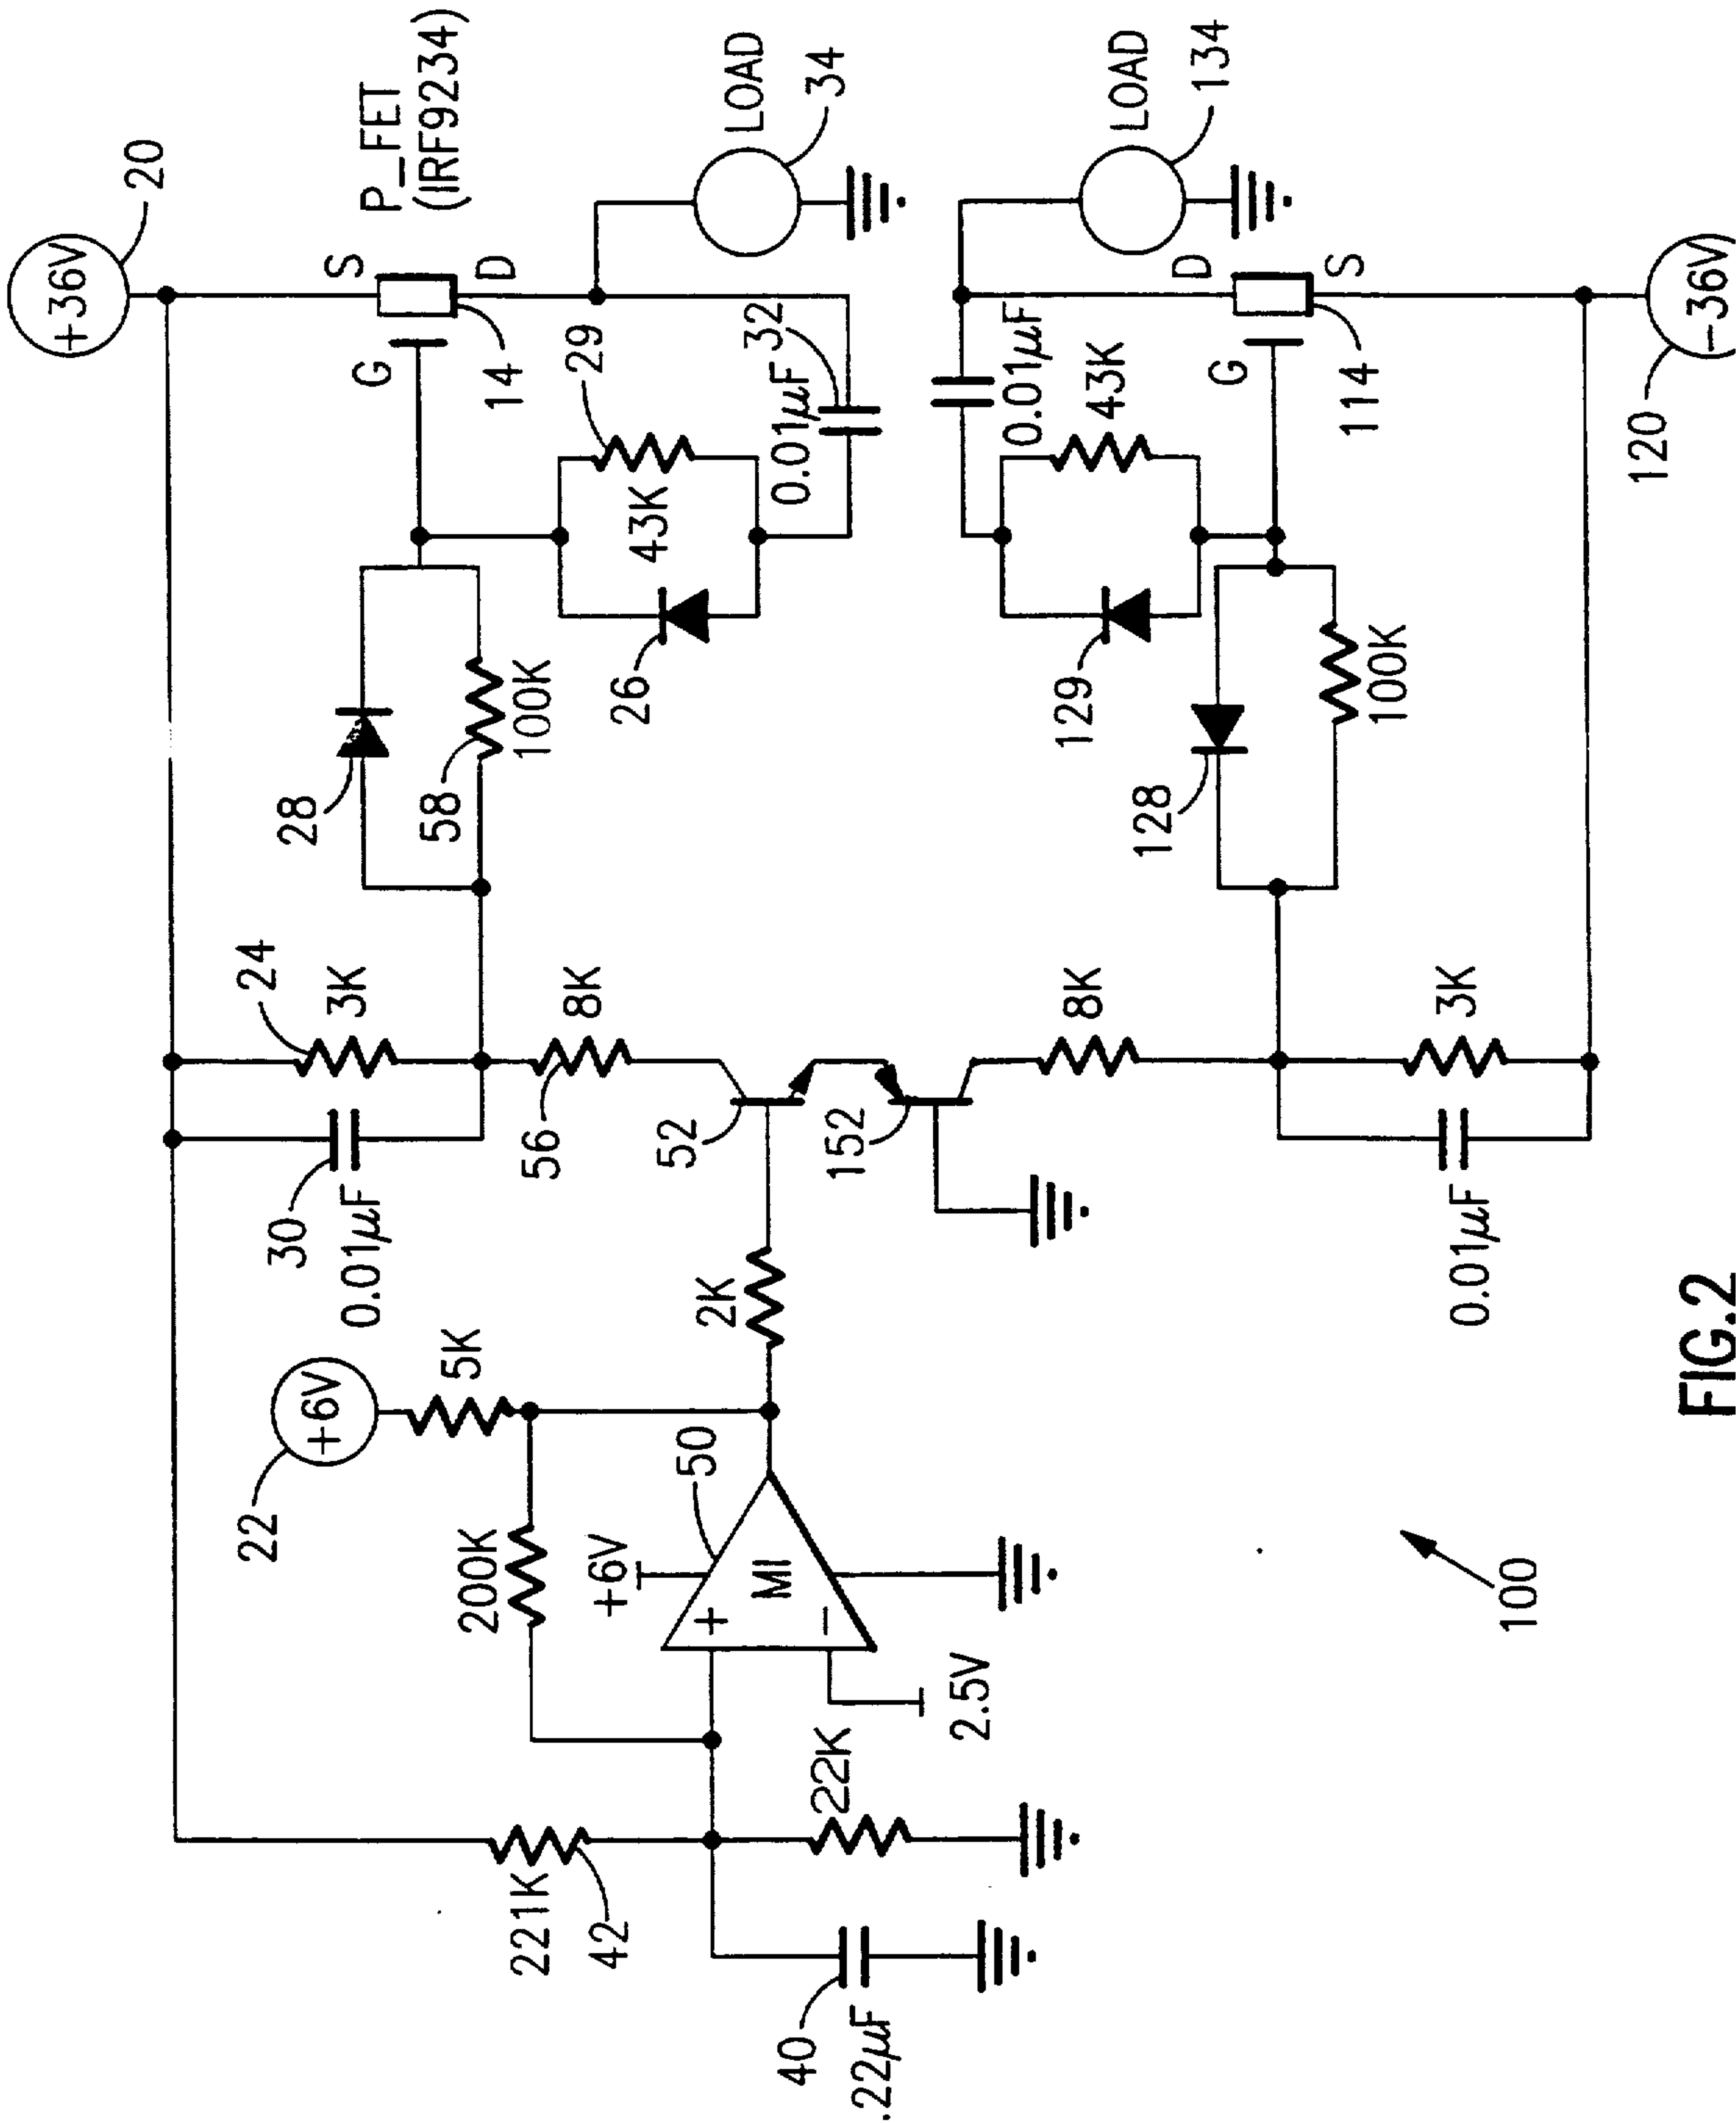 +36V
20
P_FET
(IRF9234)
S
G
D
14
LOAD
34
29
43K
0.01µF
32
26
28
58
100K
24
3K
30
0.01µF
56
8K
52
152
2K
22
+6V
5K
200K
+6V
50
MI
+
−
2.5V
221K
42
22K
40
.22µF
LOAD
134
0.01µF
43K
129
D
G
S
114
128
100K
8K
3K
0.01µF
120
−36V
100
FIG.2